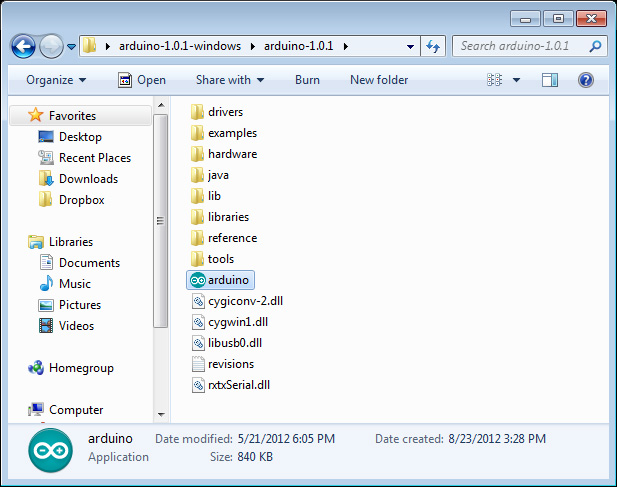 arduino-1.0.1-windows arduino-1.0.1 Search arduino-1.0.1
Organize Open Share with Burn New folder
Favorites
Desktop
Recent Places
Downloads
Dropbox
Libraries
Documents
Music
Pictures
Videos
Homegroup
Computer
drivers
examples
hardware
java
lib
libraries
reference
tools
arduino
cygiconv-2.dll
cygwin1.dll
libusb0.dll
revisions
rxtxSerial.dll
arduino Date modified: 5/21/2012 6:05 PM Date created: 8/23/2012 3:28 PM
Application Size: 840 KB